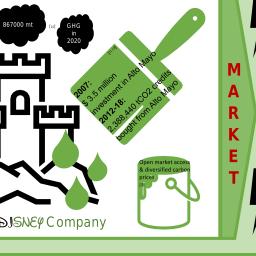 867000 mt
GHG
in
2020
2007:
$ 3.5 million
investment in Alto Mayo
2012-18:
2,388,440 tCO2 credits
bought from Alto Mayo
Open market access
& diversified carbon
prices
MARKET
DISNEY Company